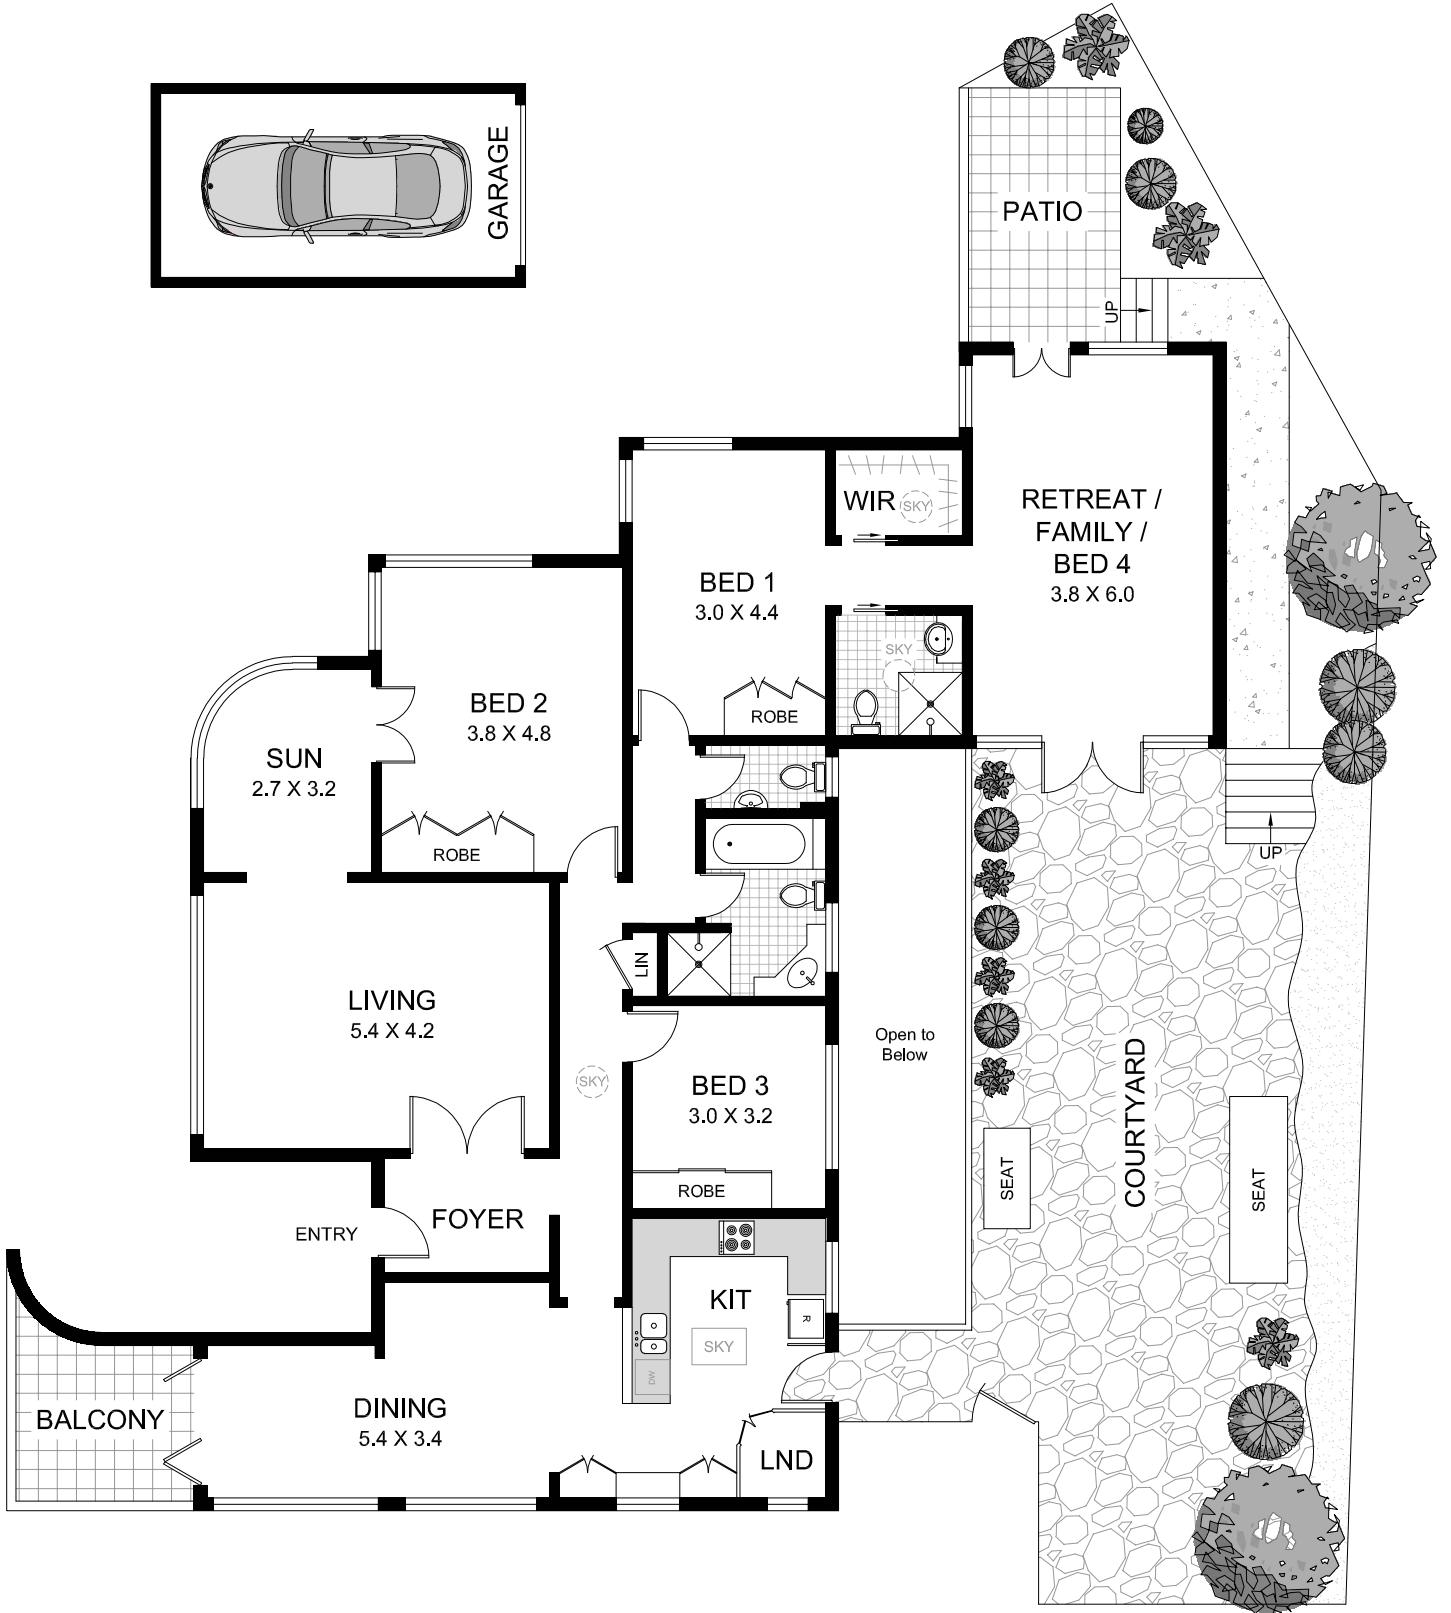 GARAGE
PATIO
UP
WIR
SKY
RETREAT /
FAMILY /
BED 4
3.8 X 6.0
BED 1
3.0 X 4.4
SKY
ROBE
BED 2
3.8 X 4.8
ROBE
SUN
2.7 X 3.2
UP
LIN
LIVING
5.4 X 4.2
Open to
Below
SKY
BED 3
3.0 X 3.2
ROBE
COURTYARD
SEAT
SEAT
ENTRY
FOYER
KIT
R
SKY
DW
BALCONY
DINING
5.4 X 3.4
LND